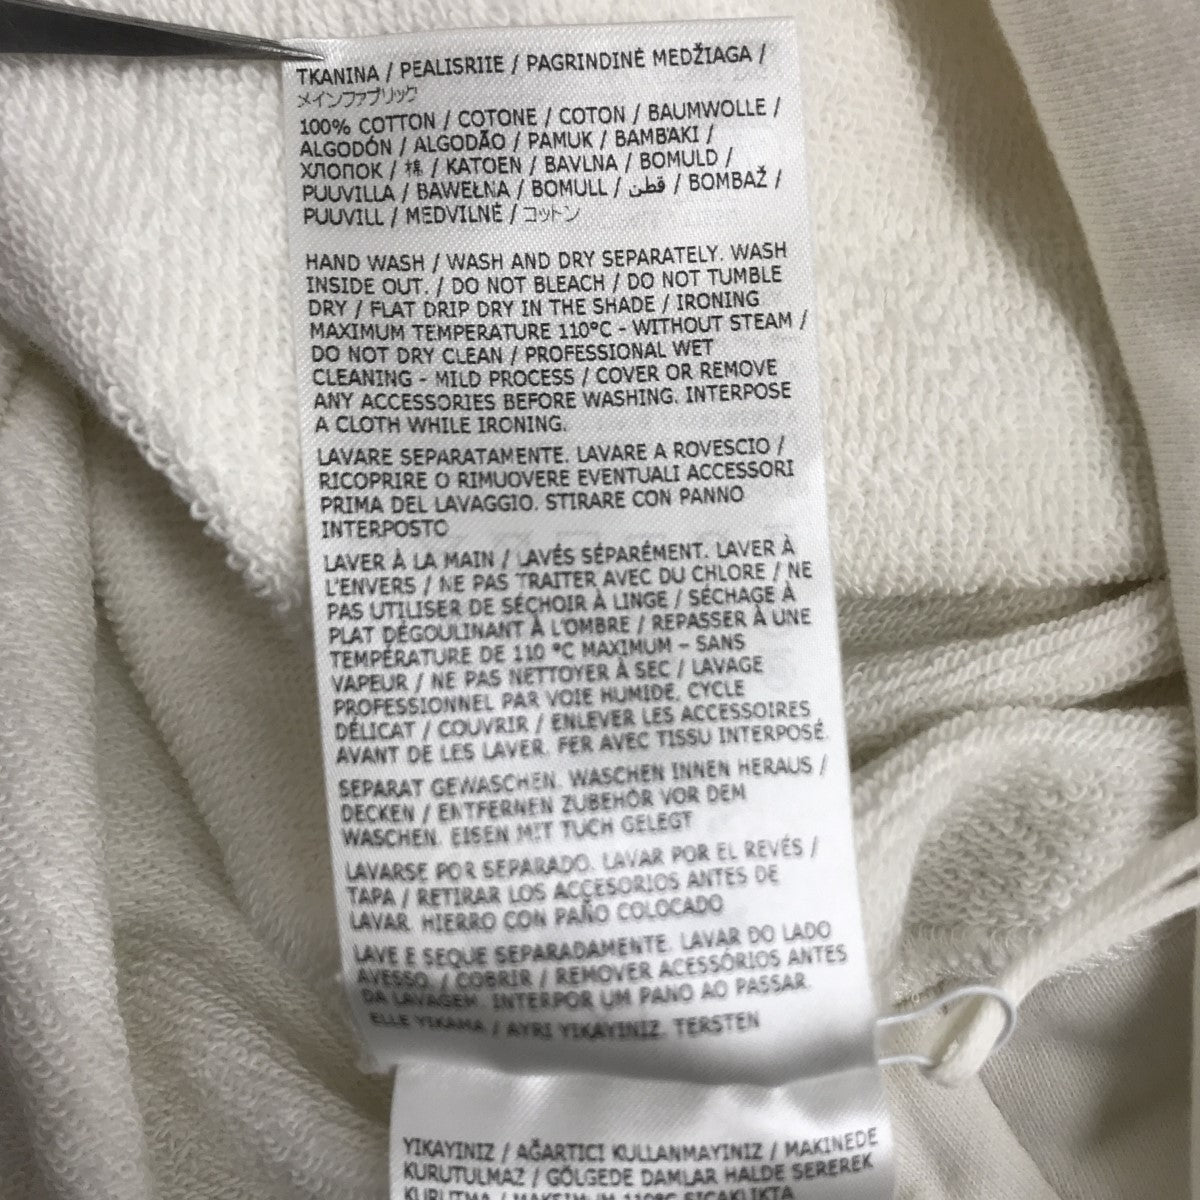 TKANINA / PEALISRIIE / PAGRINDINĖ MEDŽIAGA /
メインファブリック
100% COTTON / COTONE / COTON / BAUMWOLLE /
ALGODÓN / ALGODÃO / PAMUK / BAMBAKI /
ХЛОПОК / 棉 / KATOEN / BAVLNA / BOMULD /
PUUVILLA / BAWEŁNA / BOMULL / قطن / BOMBAŽ /
PUUVILL / MEDVILNĖ / コットン
HAND WASH / WASH AND DRY SEPARATELY. WASH
INSIDE OUT. / DO NOT BLEACH / DO NOT TUMBLE
DRY / FLAT DRIP DRY IN THE SHADE / IRONING
MAXIMUM TEMPERATURE 110°C - WITHOUT STEAM /
DO NOT DRY CLEAN / PROFESSIONAL WET
CLEANING - MILD PROCESS / COVER OR REMOVE
ANY ACCESSORIES BEFORE WASHING. INTERPOSE
A CLOTH WHILE IRONING.
LAVARE SEPARATAMENTE. LAVARE A ROVESCIO /
RICOPRIRE O RIMUOVERE EVENTUALI ACCESSORI
PRIMA DEL LAVAGGIO. STIRARE CON PANNO
INTERPOSTO
LAVER À LA MAIN / LAVÉS SÉPARÉMENT. LAVER À
L'ENVERS / NE PAS TRAITER AVEC DU CHLORE / NE
PAS UTILISER DE SÉCHOIR À LINGE / SÉCHAGE À
PLAT DÉGOULINANT À L'OMBRE / REPASSER À UNE
TEMPÉRATURE DE 110 °C MAXIMUM – SANS
VAPEUR / NE PAS NETTOYER À SEC / LAVAGE
PROFESSIONNEL PAR VOIE HUMIDE. CYCLE
DÉLICAT / COUVRIR / ENLEVER LES ACCESSOIRES
AVANT DE LES LAVER. FER AVEC TISSU INTERPOSÉ.
SEPARAT GEWASCHEN. WASCHEN INNEN HERAUS /
DECKEN / ENTFERNEN ZUBEHÖR VOR DEM
WASCHEN. EISEN MIT TUCH GELEGT
LAVARSE POR SEPARADO. LAVAR POR EL REVÉS /
TAPA / RETIRAR LOS ACCESORIOS ANTES DE
LAVAR. HIERRO CON PAÑO COLOCADO
LAVE E SEQUE SEPARADAMENTE. LAVAR DO LADO
AVESSO. / COBRIR / REMOVER ACESSÓRIOS ANTES
DA LAVAGEM. INTERPOR UM PANO AO PASSAR.
ELLE YIKAMA / AYRI YIKAYINIZ. TERSTEN
YIKAYINIZ / AĞARTICI KULLANMAYINIZ / MAKINEDE
KURUTULMAZ / GÖLGEDE DAMLAR HALDE SEREREK
KURUTMA / MAKSIMUM 110°C SICAKLIKTA